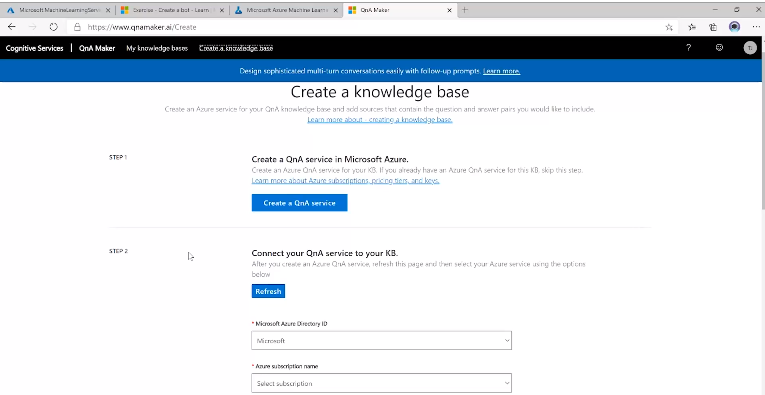 Microsoft.MachineLearningServi
Exercise - Create a bot - Learn
Microsoft Azure Machine Learni
QnA Maker
https://www.qnamaker.ai/Create
Cognitive Services | QnA Maker My knowledge bases Create a knowledge base ?
Design sophisticated multi-turn conversations easily with follow-up prompts. Learn more.
Create a knowledge base
Create an Azure service for your QnA knowledge base and add sources that contain the question and answer pairs you would like to include.
Learn more about creating a knowledge base.
STEP 1
Create a QnA service in Microsoft Azure.
Create an Azure QnA service for your KB. If you already have an Azure QnA service for this KB, skip this step.
Learn more about Azure subscriptions, pricing tiers, and keys.
Create a QnA service
STEP 2
Connect your QnA service to your KB.
After you create an Azure QnA service, refresh this page and then select your Azure service using the options
below
Refresh
* Microsoft Azure Directory ID
Microsoft
* Azure subscription name
Select subscription